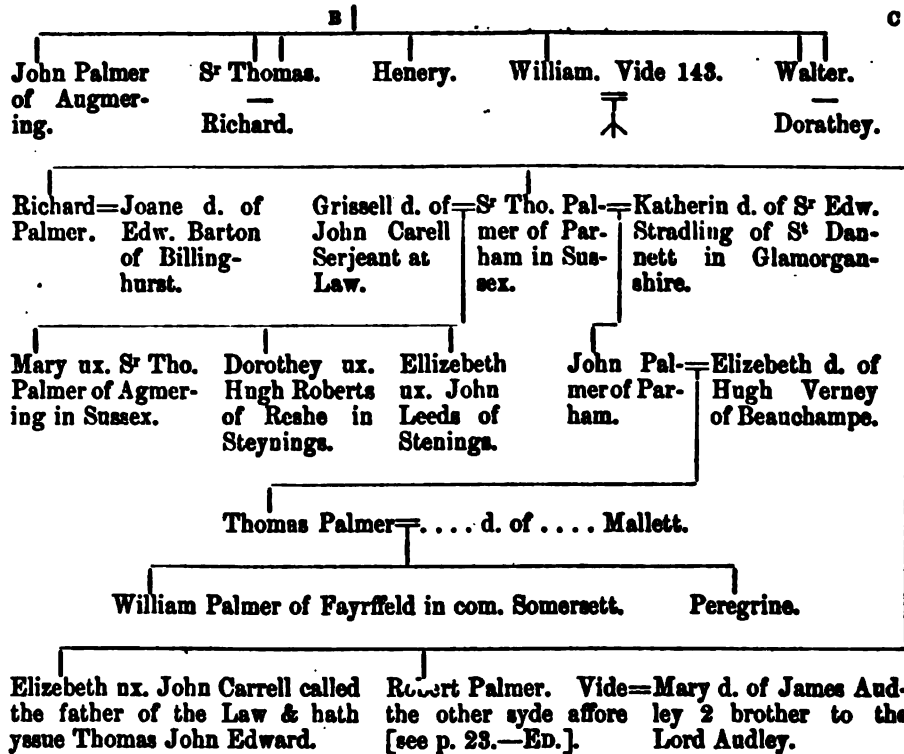 B C
John Palmer
of Augmer-
ing.
Sr Thomas.
—
Richard.
Henery.
William. Vide 143.
Walter.
—
Dorathey.
Richard=Joane d. of
Palmer. Edw. Barton
of Billing-
hurst.
Grissell d. of=Sr Tho. Pal-=Katherin d. of Sr Edw.
John Carell mer of Par- Stradling of St Dan-
Serjeant at ham in Sus- nett in Glamorgan-
Law. sex. shire.
Mary ux. Sr Tho.
Palmer of Agmer-
ing in Sussex.
Dorothey ux.
Hugh Roberts
of Reshe in
Steynings.
Ellizebeth
ux. John
Leeds of
Stenings.
John Pal-=Elizebeth d. of
mer of Par- Hugh Verney
ham. of Beauchampe.
Thomas Palmer=.... d. of .... Mallett.
William Palmer of Fayrffeld in com. Somersett.
Peregrine.
Elizebeth ux. John Carrell called
the father of the Law & hath
yssue Thomas John Edward.
Robert Palmer. Vide=Mary d. of James Aud-
the other syde affore ley 2 brother to the
[see p. 23.—ED.]. Lord Audley.